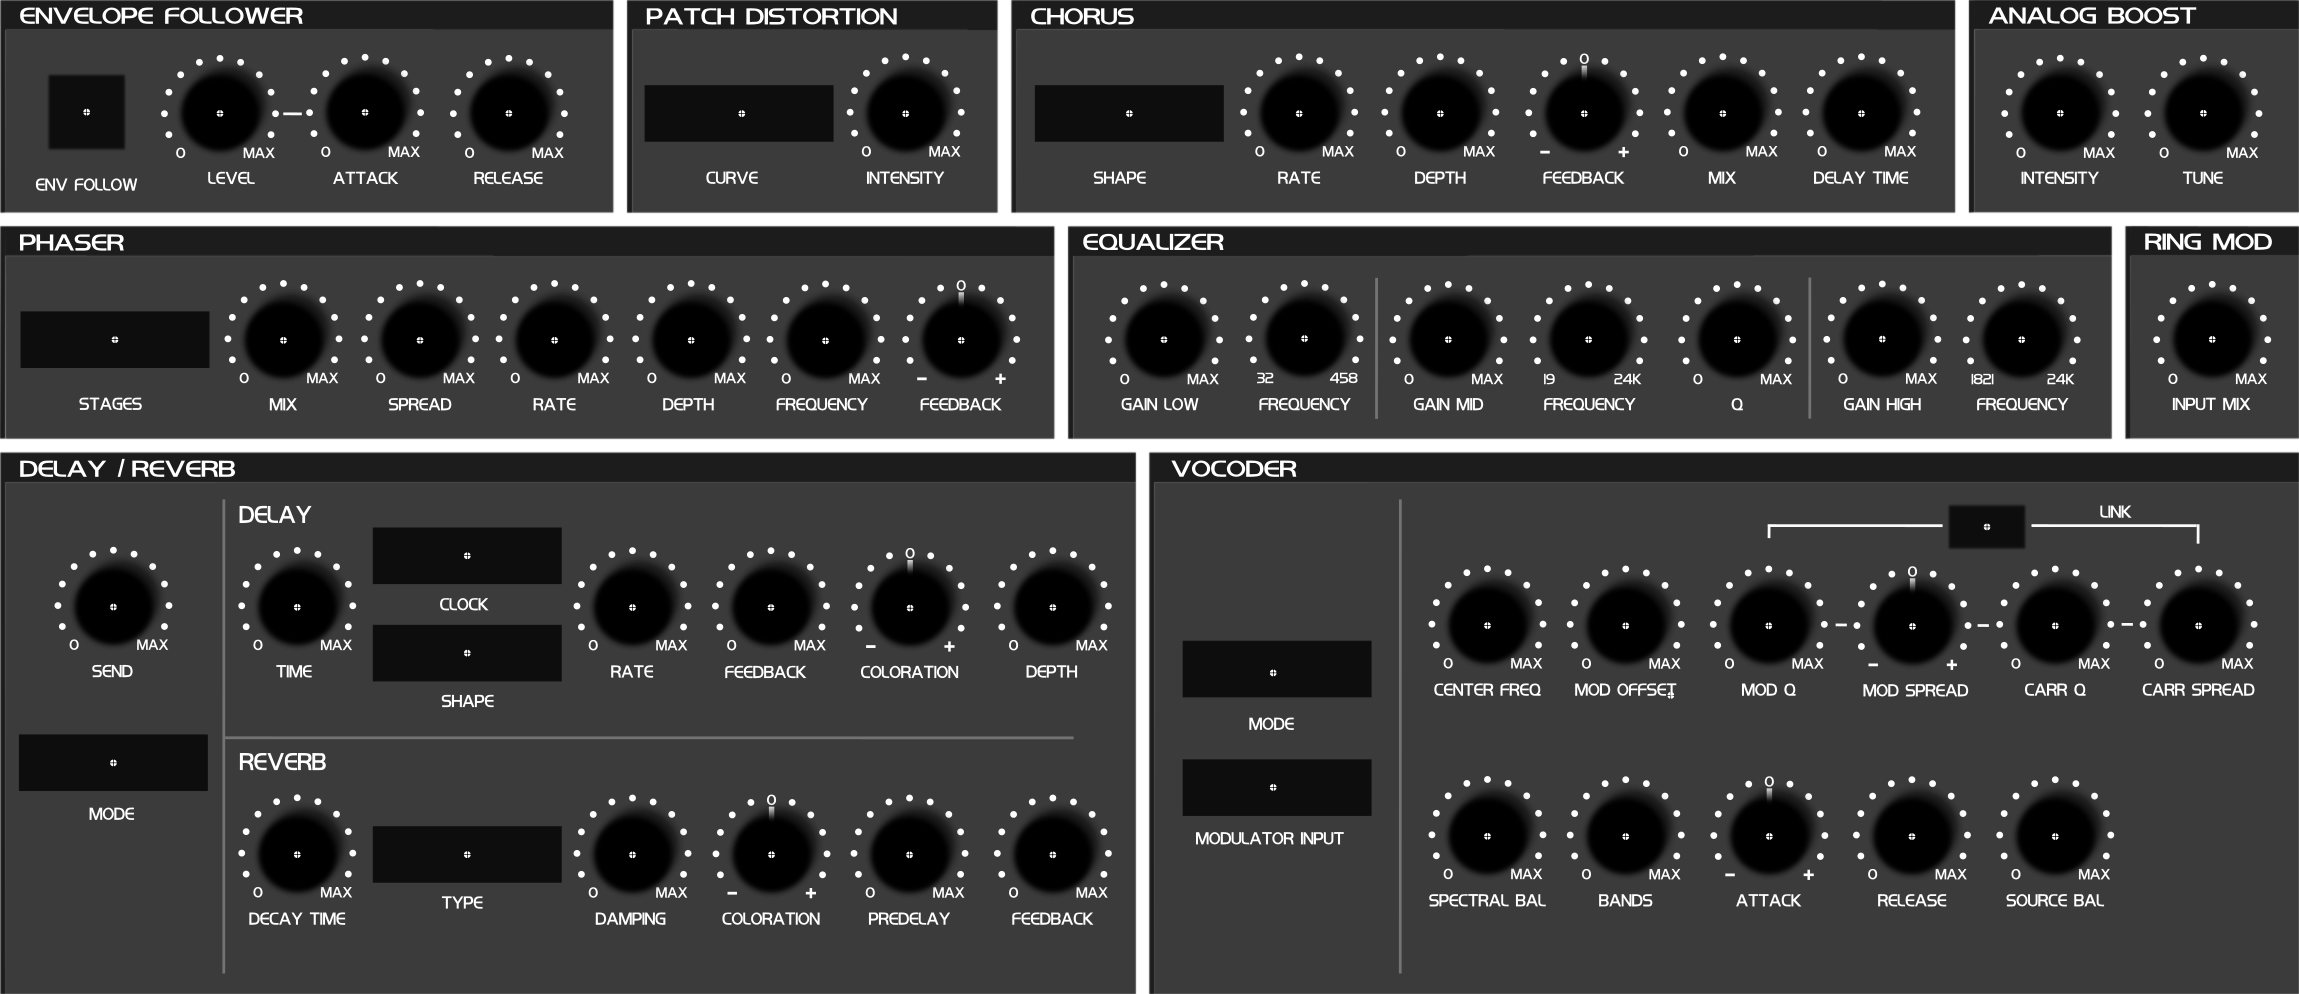 ENVELOPE FOLLOWER
ENV FOLLOW
0 MAX
LEVEL
0 MAX
ATTACK
0 MAX
RELEASE
PATCH DISTORTION
CURVE
0 MAX
INTENSITY
CHORUS
SHAPE
0 MAX
RATE
0 MAX
DEPTH
0
- +
FEEDBACK
0 MAX
MIX
0 MAX
DELAY TIME
ANALOG BOOST
0 MAX
INTENSITY
0 MAX
TUNE
PHASER
STAGES
0 MAX
MIX
0 MAX
SPREAD
0 MAX
RATE
0 MAX
DEPTH
0 MAX
FREQUENCY
0
- +
FEEDBACK
EQUALIZER
0 MAX
GAIN LOW
32 458
FREQUENCY
0 MAX
GAIN MID
19 24K
FREQUENCY
0 MAX
Q
0 MAX
GAIN HIGH
1821 24K
FREQUENCY
RING MOD
0 MAX
INPUT MIX
DELAY / REVERB
0 MAX
SEND
MODE
DELAY
0 MAX
TIME
CLOCK
SHAPE
0 MAX
RATE
0 MAX
FEEDBACK
0
- +
COLORATION
0 MAX
DEPTH
REVERB
0 MAX
DECAY TIME
TYPE
0 MAX
DAMPING
0
- +
COLORATION
0 MAX
PREDELAY
0 MAX
FEEDBACK
VOCODER
MODE
MODULATOR INPUT
LINK
0 MAX
CENTER FREQ
0 MAX
MOD OFFSET
0 MAX
MOD Q
0
- +
MOD SPREAD
0 MAX
CARR Q
0 MAX
CARR SPREAD
0 MAX
SPECTRAL BAL
0 MAX
BANDS
0
- +
ATTACK
0 MAX
RELEASE
0 MAX
SOURCE BAL